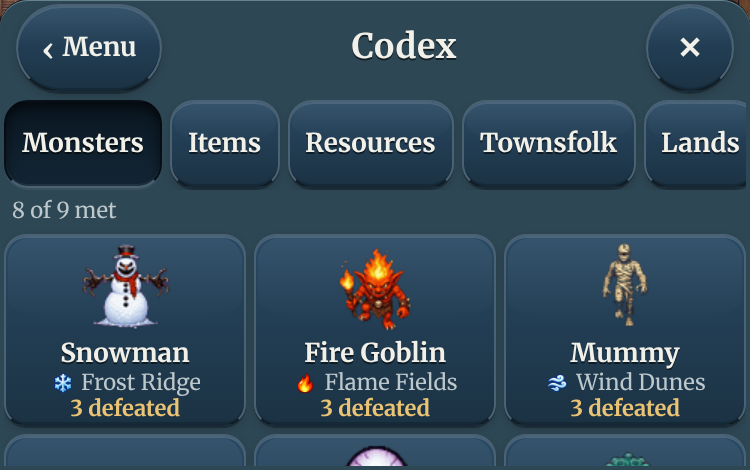 ‹ Menu
Codex
×
Monsters
Items
Resources
Townsfolk
Lands
8 of 9 met
Snowman
Frost Ridge
3 defeated
Fire Goblin
Flame Fields
3 defeated
Mummy
Wind Dunes
3 defeated